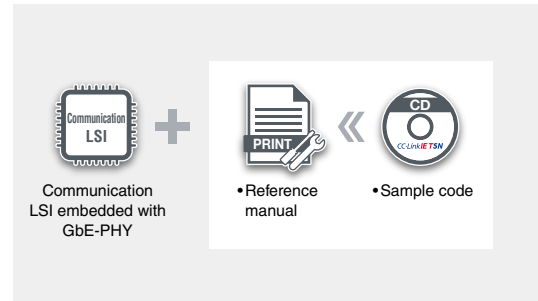 Communication
LSI
Communication
LSI embedded with
GbE-PHY
PRINT
•Reference
manual
CD
CC-Link IE TSN
•Sample code